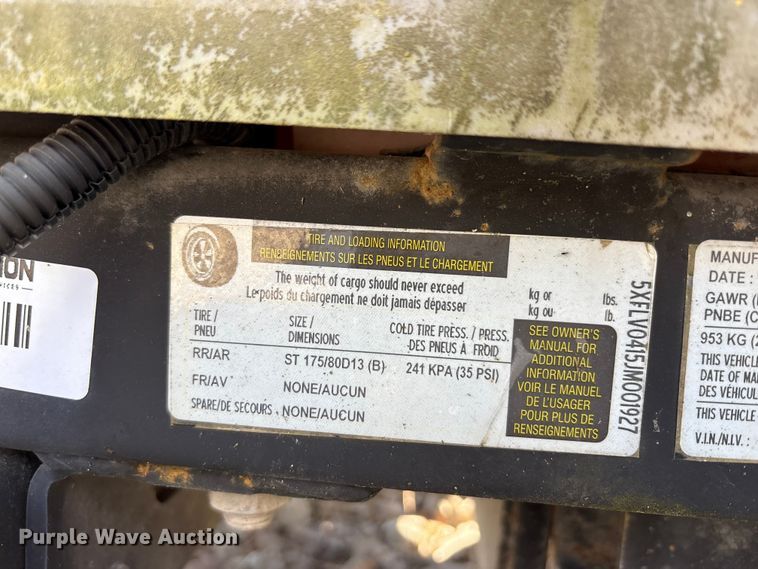 TIRE AND LOADING INFORMATION
RENSEIGNEMENTS SUR LES PNEUS ET LE CHARGEMENT
The weight of cargo should never exceed
Le poids du chargement ne doit jamais dépasser
kg or lbs.
kg ou lb.
TIRE / SIZE / COLD TIRE PRESS. / PRESS.
PNEU DIMENSIONS DES PNEUS À FROID
RR/AR ST 175/80D13 (B) 241 KPA (35 PSI)
FR/AV NONE/AUCUN
SPARE/DE SECOURS NONE/AUCUN
SEE OWNER'S
MANUAL FOR
ADDITIONAL
INFORMATION
VOIR LE MANUEL
DE L'USAGER
POUR PLUS DE
RENSEIGNEMENTS
5XFLV0415JM001927
MANUF
DATE :
GAWR (
PNBE (C
953 KG (2
THIS VEHICLE
DATE OF MA
DES VÉHICUL
THIS VEHICLE
V.I.N./N.I.V. :
ION
VICES
Purple Wave Auction